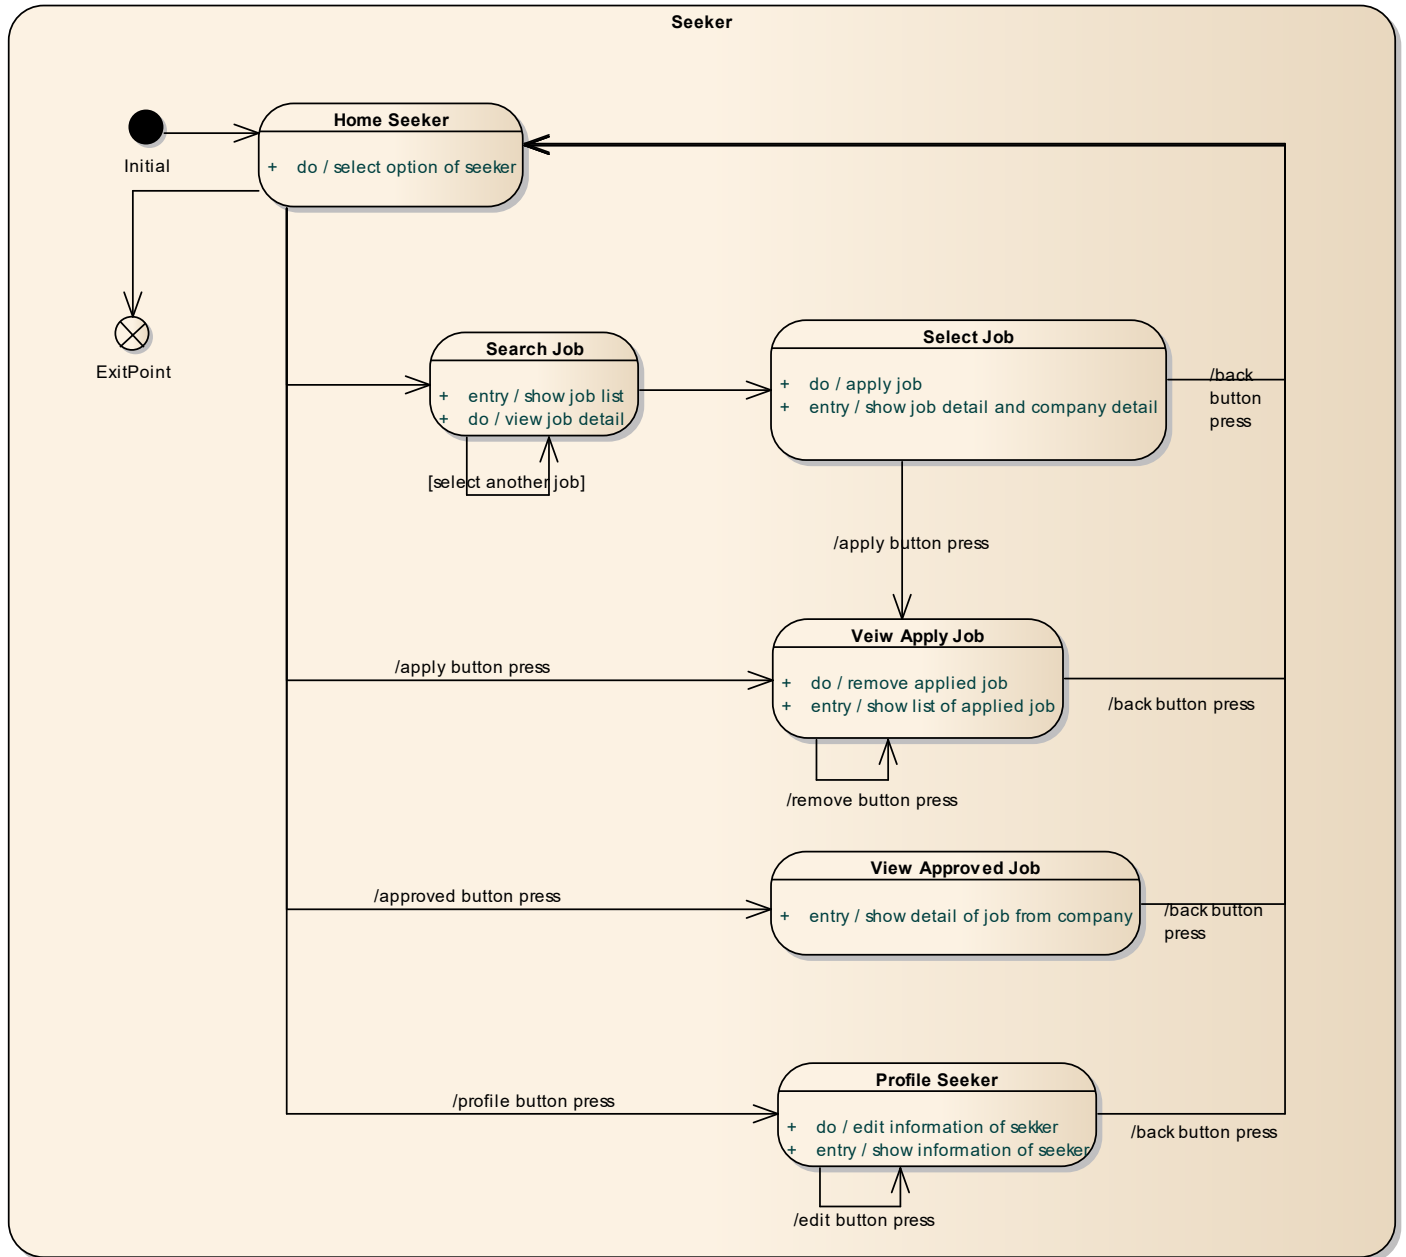 Seeker
Home Seeker
+ do / select option of seeker
Initial
ExitPoint
Search Job
+ entry / show job list
+ do / view job detail
[select another job]
Select Job
+ do / apply job
+ entry / show job detail and company detail
/back
button
press
/apply button press
Veiw Apply Job
+ do / remove applied job
+ entry / show list of applied job
/apply button press
/back button press
/remove button press
View Approved Job
+ entry / show detail of job from company
/approved button press
/back button
press
Profile Seeker
+ do / edit information of sekker
+ entry / show information of seeker
/profile button press
/back button press
/edit button press